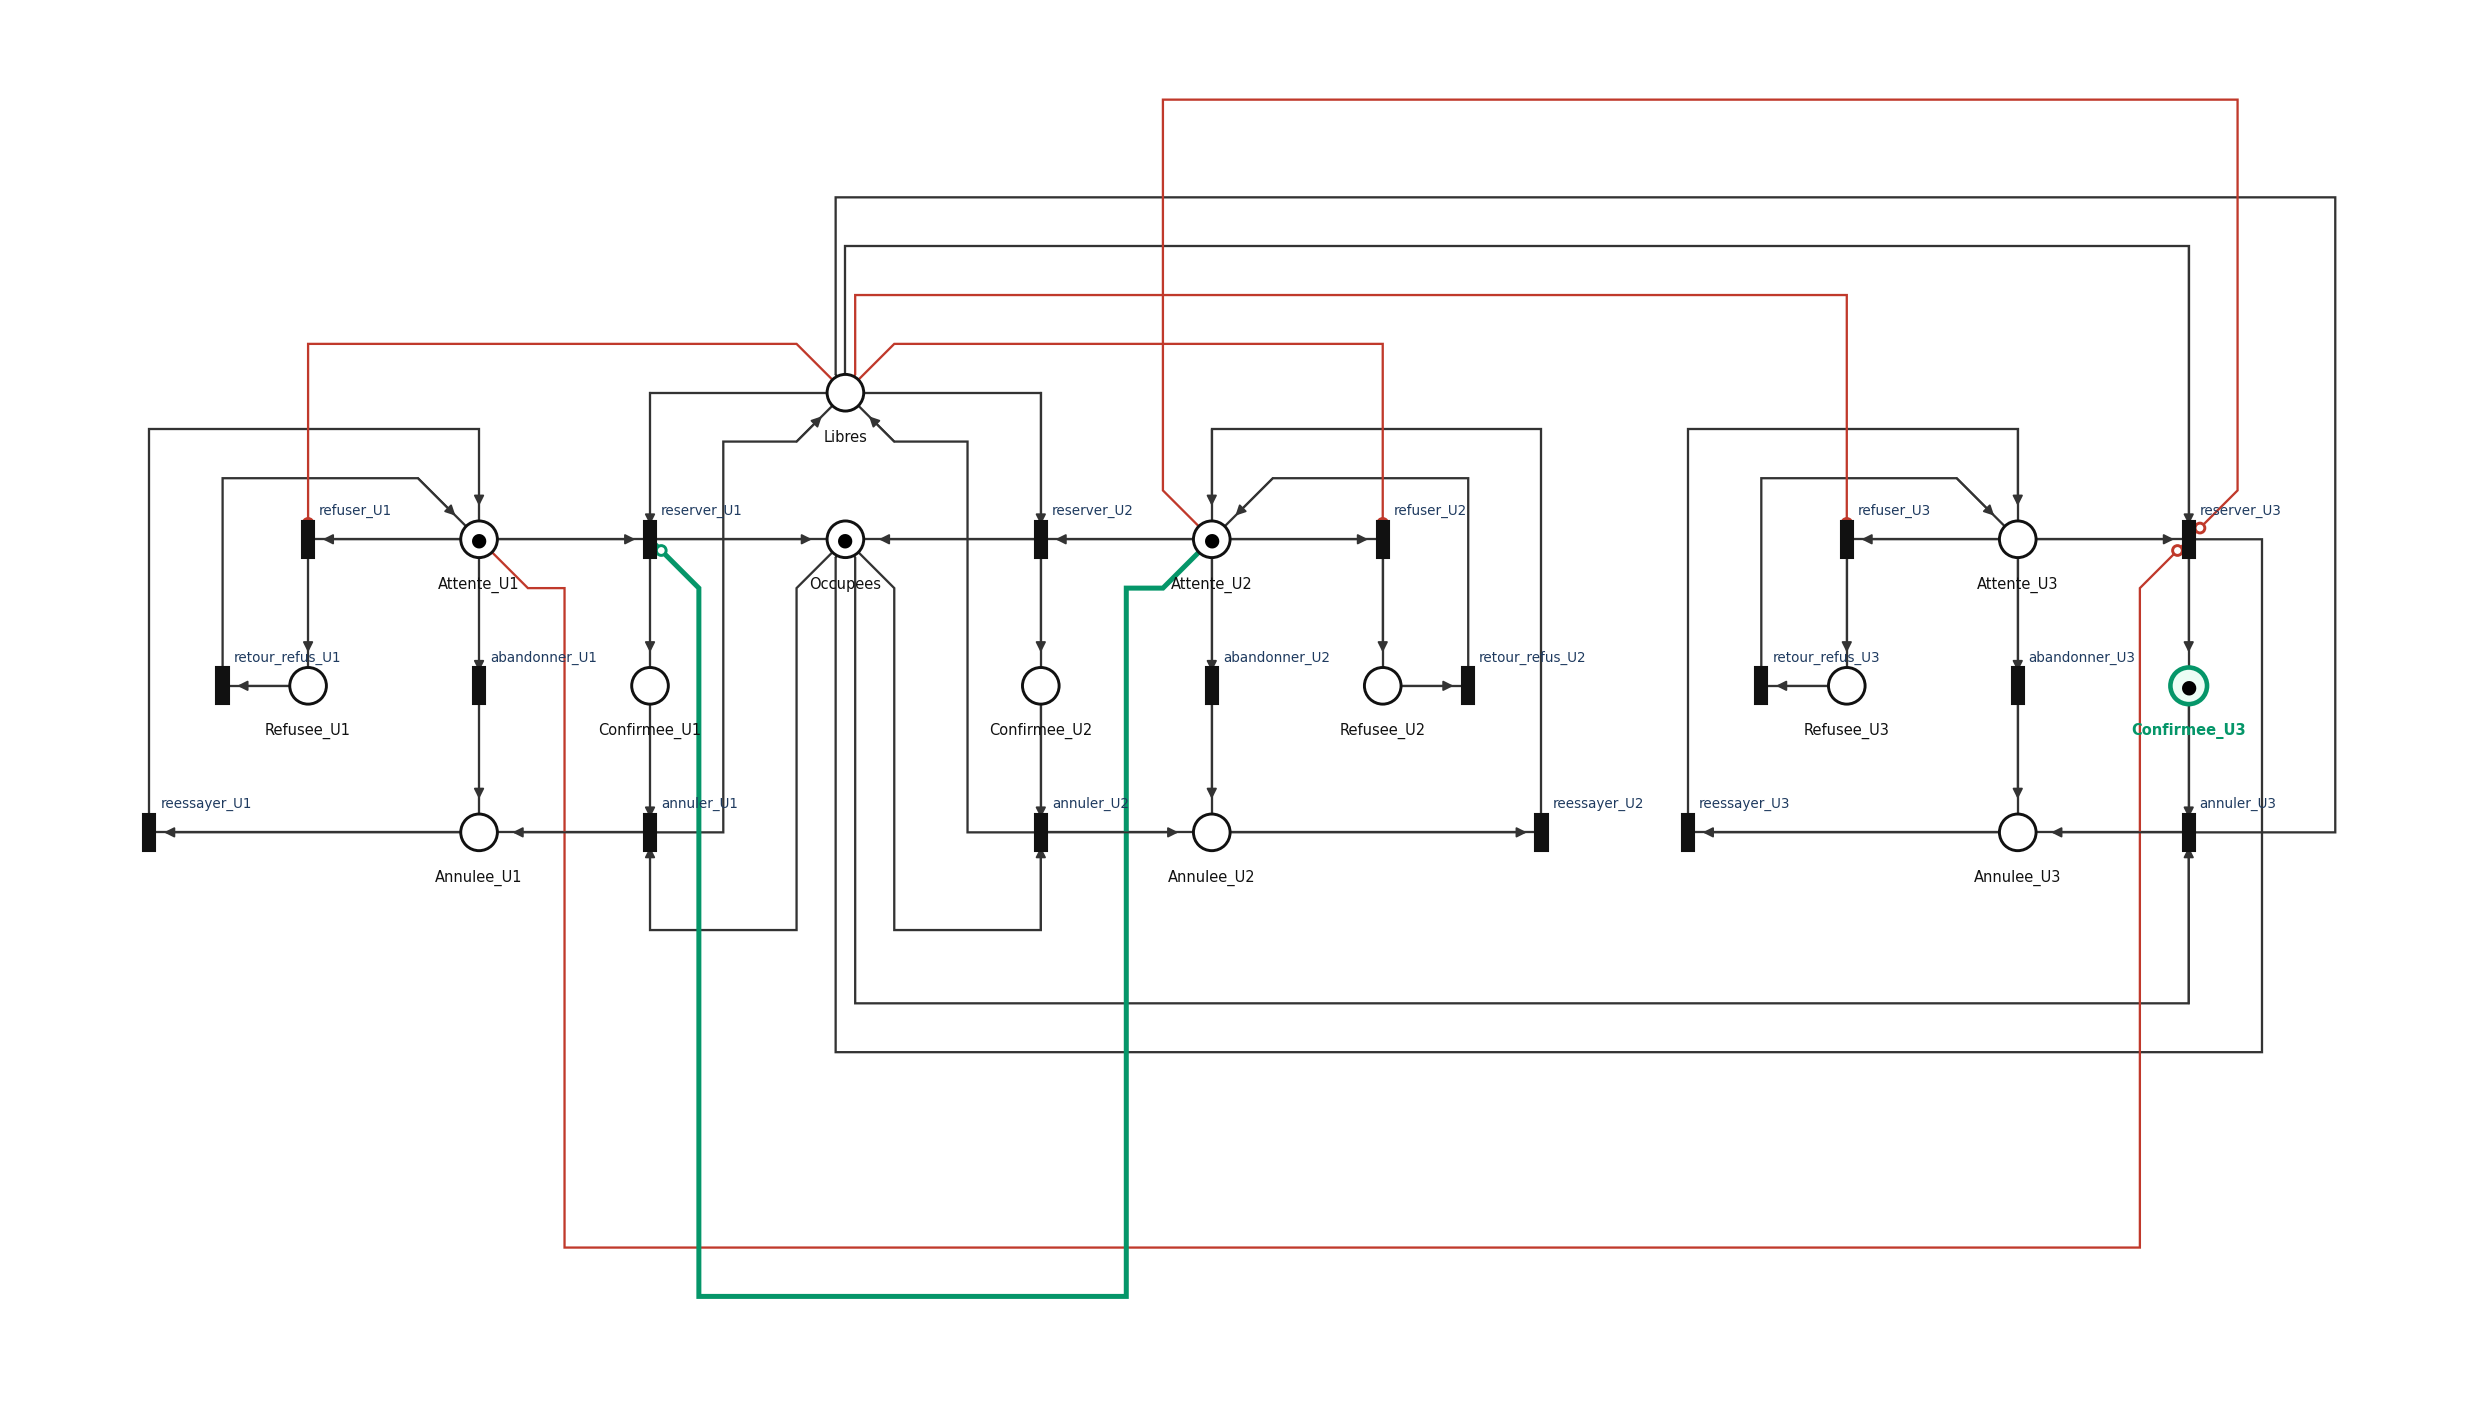 Libres
refuser_U1
reserver_U1
reserver_U2
refuser_U2
refuser_U3
reserver_U3
Attente_U1
Occupees
Attente_U2
Attente_U3
retour_refus_U1
abandonner_U1
abandonner_U2
retour_refus_U2
retour_refus_U3
abandonner_U3
Refusee_U1
Confirmee_U1
Confirmee_U2
Refusee_U2
Refusee_U3
Confirmee_U3
reessayer_U1
annuler_U1
annuler_U2
reessayer_U2
reessayer_U3
annuler_U3
Annulee_U1
Annulee_U2
Annulee_U3